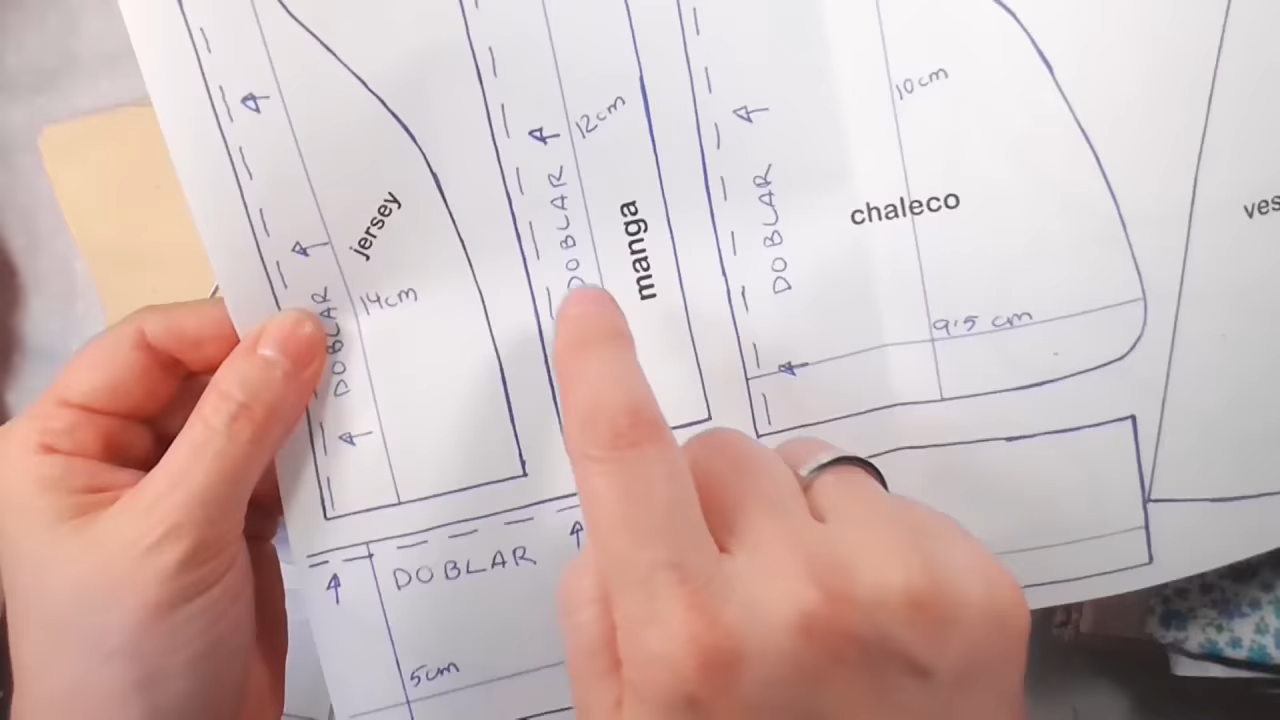 DOBLAR
jersey
14cm
DOBLAR
12cm
manga
DOBLAR
10cm
chaleco
9'5 cm
ves
DOBLAR
5cm